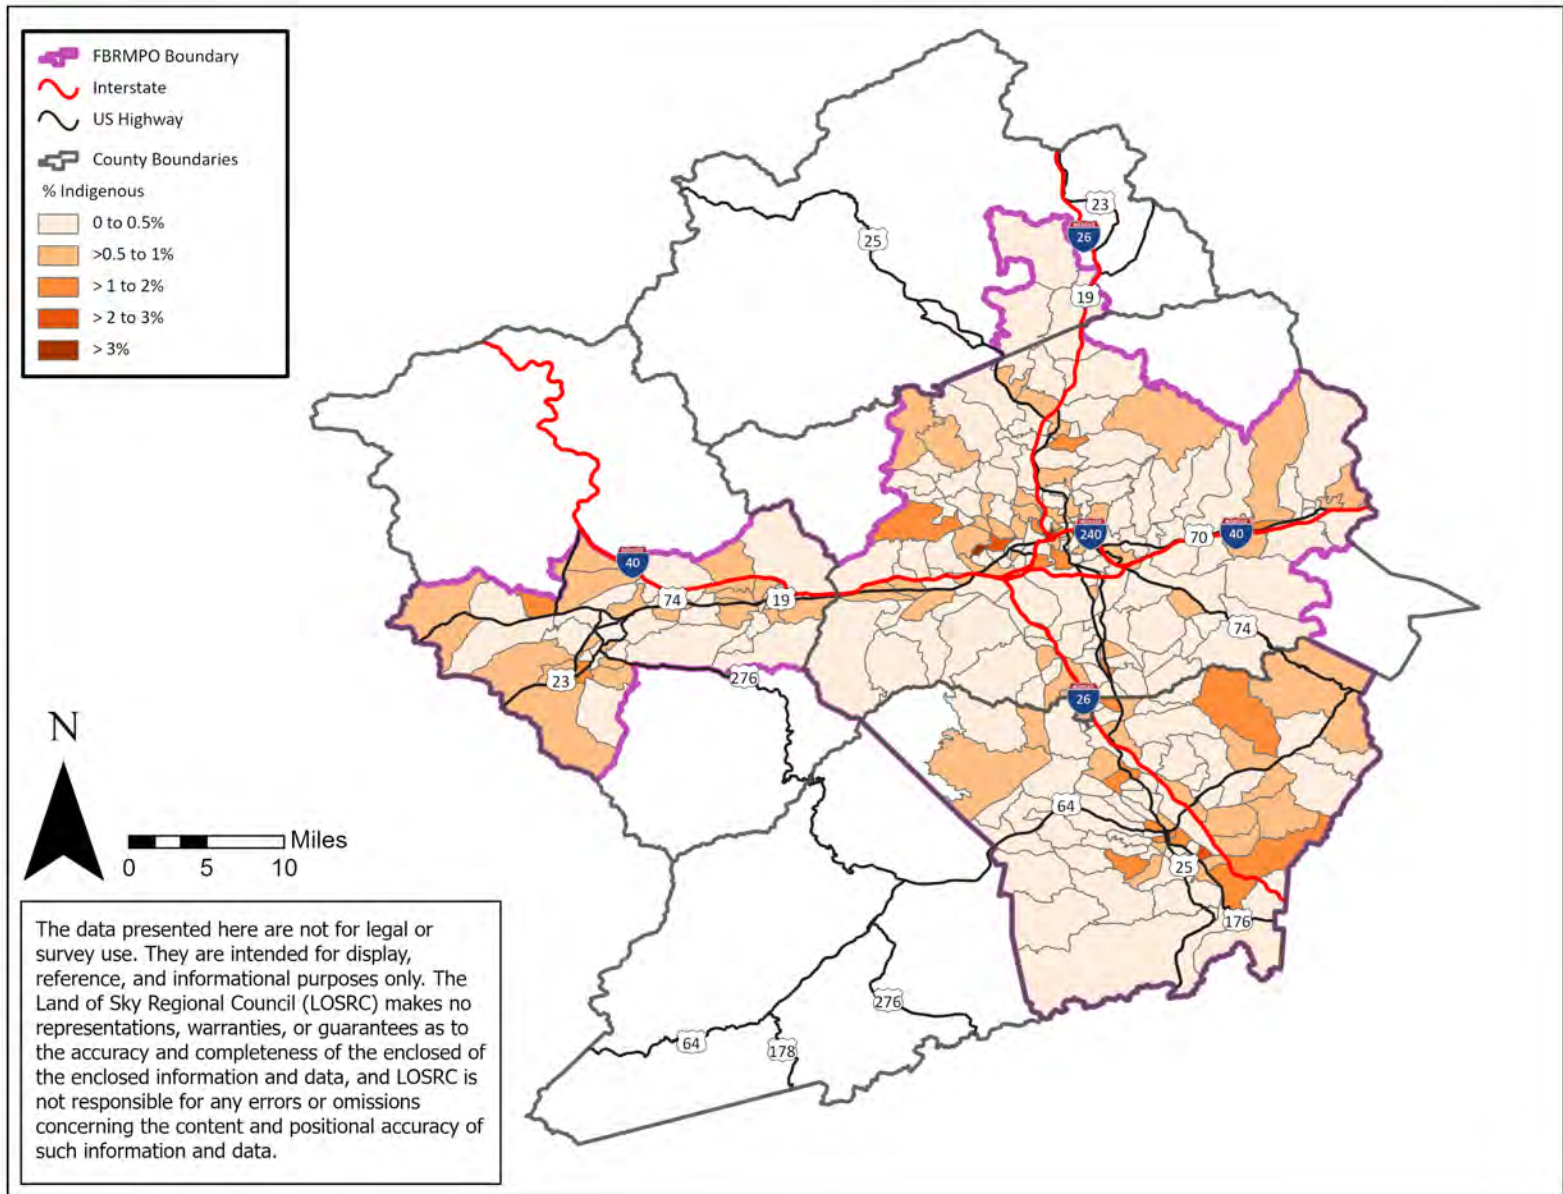 FBRMPO Boundary
Interstate
US Highway
County Boundaries
% Indigenous
0 to 0.5%
>0.5 to 1%
> 1 to 2%
> 2 to 3%
> 3%
23
25
26
19
240
70
40
40
74
19
74
23
276
26
64
25
176
276
64
178
N
Miles
0 5 10
The data presented here are not for legal or
survey use. They are intended for display,
reference, and informational purposes only. The
Land of Sky Regional Council (LOSRC) makes no
representations, warranties, or guarantees as to
the accuracy and completeness of the enclosed of
the enclosed information and data, and LOSRC is
not responsible for any errors or omissions
concerning the content and positional accuracy of
such information and data.